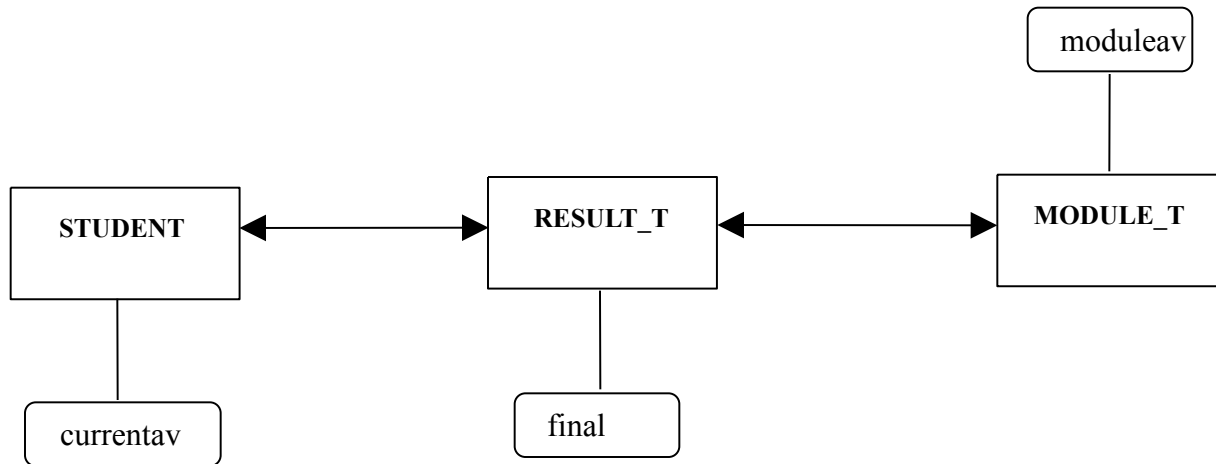 moduleav
STUDENT
RESULT_T
MODULE_T
currentav
final